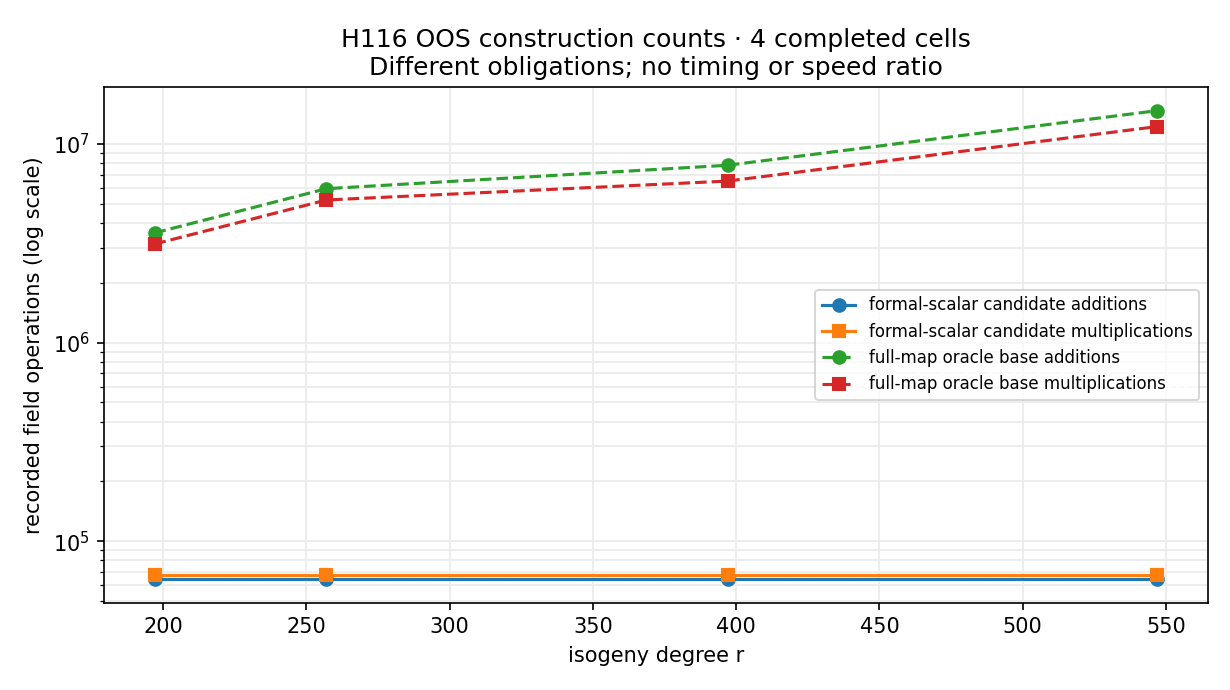 H116 OOS construction counts · 4 completed cells
Different obligations; no timing or speed ratio
recorded field operations (log scale)
10^7
10^6
10^5
formal-scalar candidate additions
formal-scalar candidate multiplications
full-map oracle base additions
full-map oracle base multiplications
200 250 300 350 400 450 500 550
isogeny degree r